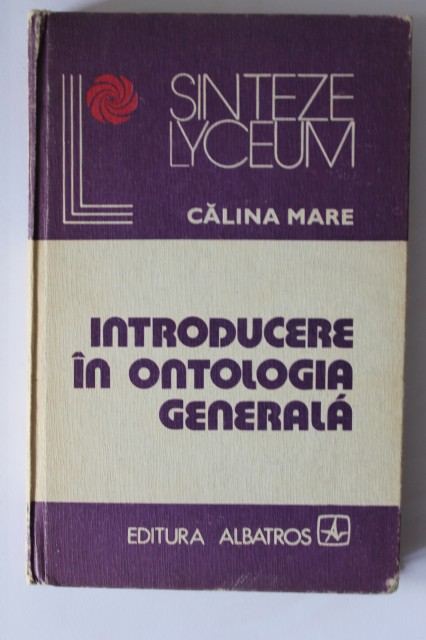 SINTEZE
LYCEUM
CĂLINA MARE
INTRODUCERE
ÎN ONTOLOGIA
GENERALĂ
EDITURA ALBATROS